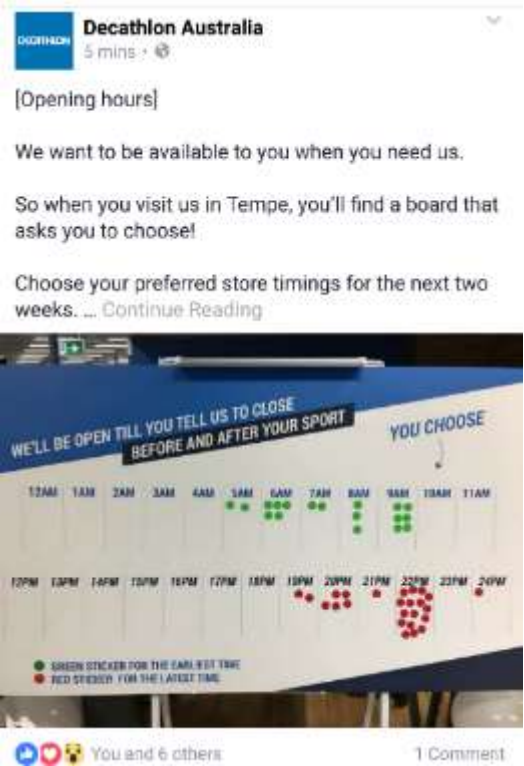 DECATHLON
Decathlon Australia
5 mins
[Opening hours]
We want to be available to you when you need us.
So when you visit us in Tempe, you'll find a board that
asks you to choose!
Choose your preferred store timings for the next two
weeks. ... Continue Reading
WE'LL BE OPEN TILL YOU TELL US TO CLOSE
BEFORE AND AFTER YOUR SPORT
YOU CHOOSE
12AM 1AM 2AM 3AM 4AM 5AM 6AM 7AM 8AM 9AM 10AM 11AM
12PM 13PM 14PM 15PM 16PM 17PM 18PM 19PM 20PM 21PM 22PM 23PM 24PM
GREEN STICKER FOR THE EARLIEST TIME
RED STICKER FOR THE LATEST TIME
You and 6 others
1 Comment